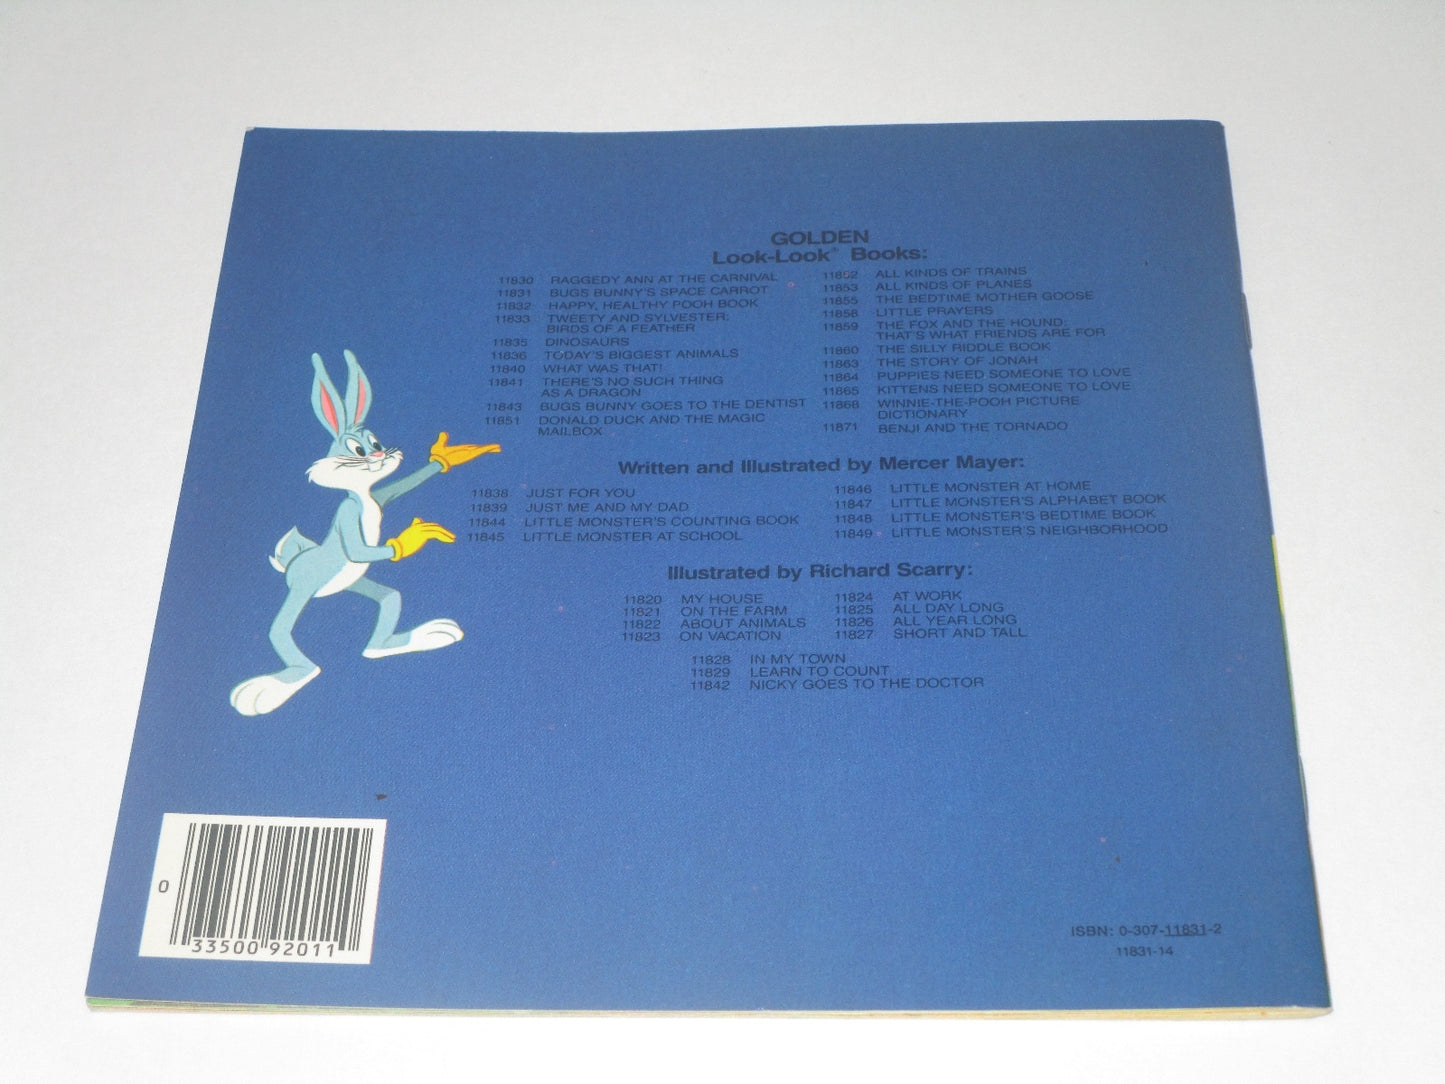 GOLDEN
Look-Look® Books:
11830 RAGGEDY ANN AT THE CARNIVAL
11831 BUGS BUNNY'S SPACE CARROT
11832 HAPPY, HEALTHY POOH BOOK
11833 TWEETY AND SYLVESTER:
BIRDS OF A FEATHER
11835 DINOSAURS
11836 TODAY'S BIGGEST ANIMALS
11840 WHAT WAS THAT!
11841 THERE'S NO SUCH THING
AS A DRAGON
11843 BUGS BUNNY GOES TO THE DENTIST
11851 DONALD DUCK AND THE MAGIC
MAILBOX
11852 ALL KINDS OF TRAINS
11853 ALL KINDS OF PLANES
11855 THE BEDTIME MOTHER GOOSE
11858 LITTLE PRAYERS
11859 THE FOX AND THE HOUND:
THAT'S WHAT FRIENDS ARE FOR
11860 THE SILLY RIDDLE BOOK
11863 THE STORY OF JONAH
11864 PUPPIES NEED SOMEONE TO LOVE
11865 KITTENS NEED SOMEONE TO LOVE
11868 WINNIE-THE-POOH PICTURE
DICTIONARY
11871 BENJI AND THE TORNADO
Written and Illustrated by Mercer Mayer:
11838 JUST FOR YOU
11839 JUST ME AND MY DAD
11844 LITTLE MONSTER'S COUNTING BOOK
11845 LITTLE MONSTER AT SCHOOL
11846 LITTLE MONSTER AT HOME
11847 LITTLE MONSTER'S ALPHABET BOOK
11848 LITTLE MONSTER'S BEDTIME BOOK
11849 LITTLE MONSTER'S NEIGHBORHOOD
Illustrated by Richard Scarry:
11820 MY HOUSE
11821 ON THE FARM
11822 ABOUT ANIMALS
11823 ON VACATION
11824 AT WORK
11825 ALL DAY LONG
11826 ALL YEAR LONG
11827 SHORT AND TALL
11828 IN MY TOWN
11829 LEARN TO COUNT
11842 NICKY GOES TO THE DOCTOR
0 33500 92011
ISBN: 0-307-11831-2
11831-14